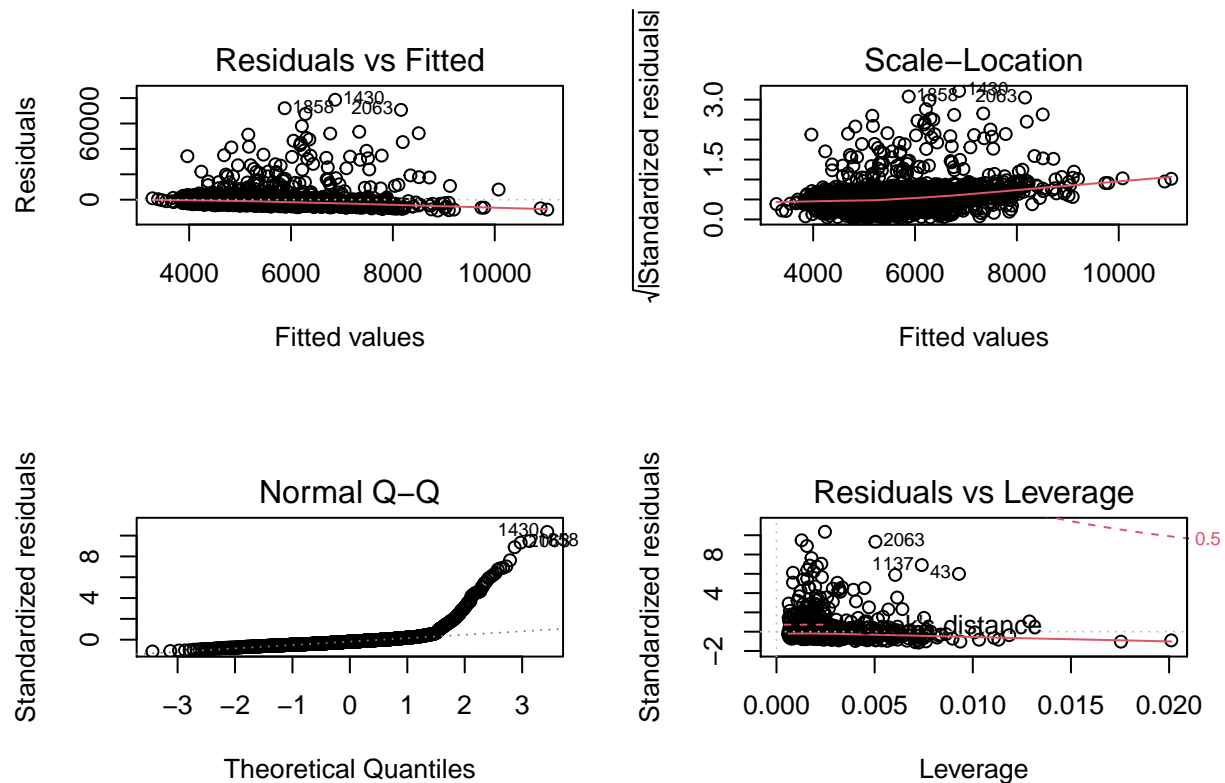 Residuals vs Fitted
Residuals
60000
0
1430
1858
2063
4000 6000 8000 10000
Fitted values
Scale−Location
√|Standardized residuals|
3.0
1.5
0.0
1430
1858
2063
4000 6000 8000 10000
Fitted values
Normal Q−Q
Standardized residuals
8
4
0
1430
−3 −2 −1 0 1 2 3
Theoretical Quantiles
Residuals vs Leverage
Standardized residuals
8
4
−2
2063
1137
43
0.5
distance
0.000 0.005 0.010 0.015 0.020
Leverage